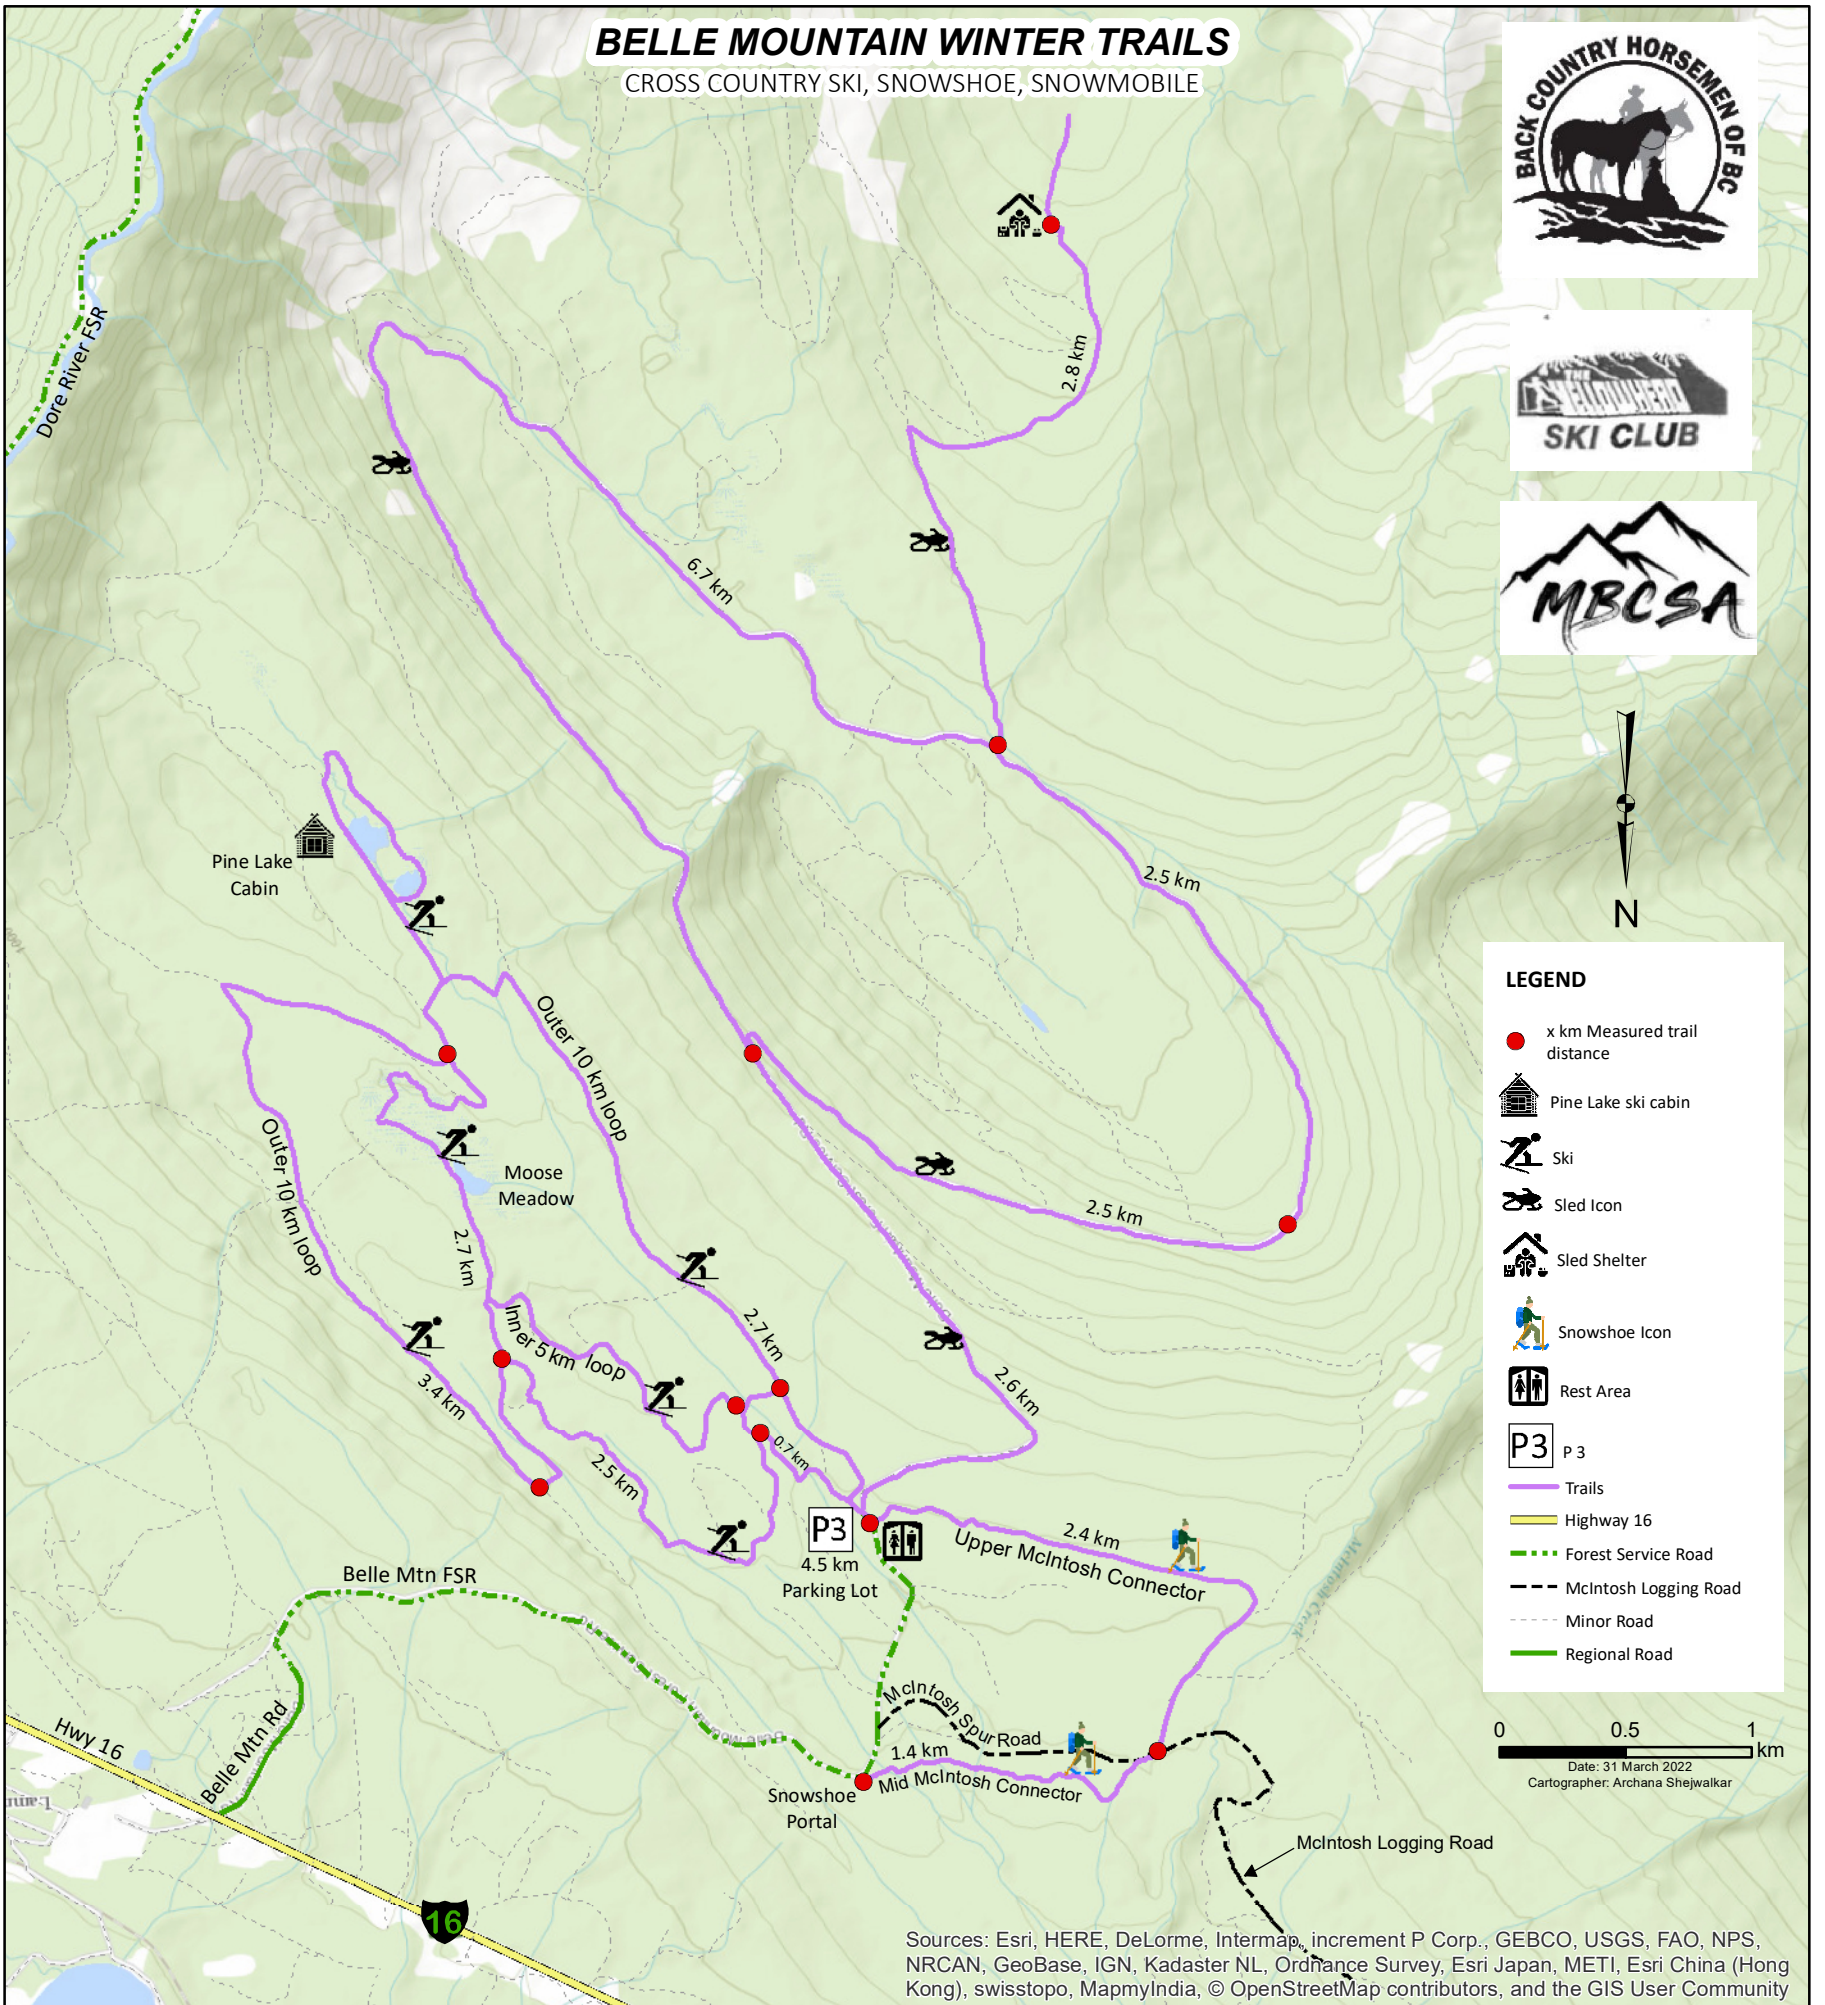 BELLE MOUNTAIN WINTER TRAILS
CROSS COUNTRY SKI, SNOWSHOE, SNOWMOBILE
BACK COUNTRY HORSEMEN OF BC
THE
YELLOWHEAD
SKI CLUB
MBCSA
N
Dore River FSR
2.8 km
6.7 km
2.5 km
Pine Lake
Cabin
1000
Outer 10 km loop
Outer 10 km loop
Moose
Meadow
2.7 km
2.5 km
Inner 5 km loop
2.7 km
2.6 km
3.4 km
2.5 km
0.7 km
P3
4.5 km
Parking Lot
2.4 km
Upper McIntosh Connector
McIntosh Creek
Belle Mtn FSR
McIntosh Spur Road
1.4 km
Mid McIntosh Connector
Snowshoe
Portal
Belle Mtn Rd
Hwy 16
16
McIntosh Logging Road
LEGEND
x km Measured trail
distance
Pine Lake ski cabin
Ski
Sled Icon
Sled Shelter
Snowshoe Icon
Rest Area
P3 P 3
Trails
Highway 16
Forest Service Road
McIntosh Logging Road
Minor Road
Regional Road
0 0.5 1
km
Date: 31 March 2022
Cartographer: Archana Shejwalkar
Sources: Esri, HERE, DeLorme, Intermap, increment P Corp., GEBCO, USGS, FAO, NPS,
NRCAN, GeoBase, IGN, Kadaster NL, Ordnance Survey, Esri Japan, METI, Esri China (Hong
Kong), swisstopo, MapmyIndia, © OpenStreetMap contributors, and the GIS User Community